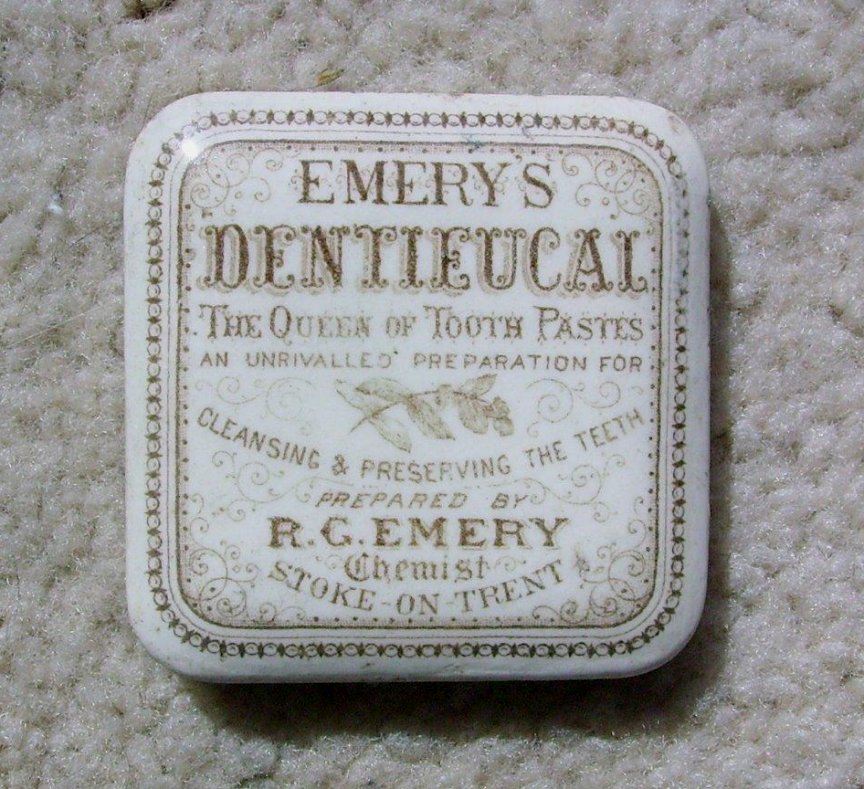 EMERY'S
DENTIEUCAL
THE QUEEN OF TOOTH PASTES
AN UNRIVALLED PREPARATION FOR
CLEANSING & PRESERVING THE TEETH
PREPARED BY
R.G.EMERY
Chemist
STOKE-ON-TRENT